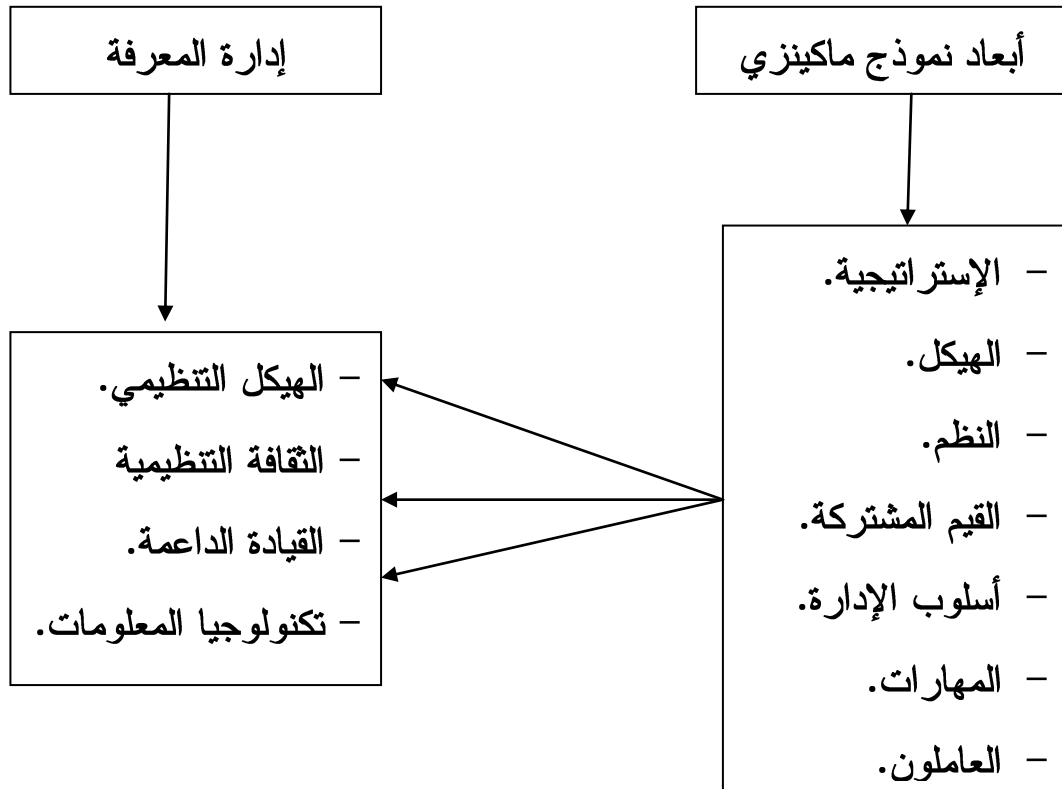 أبعاد نموذج ماكينزي
– الإستراتيجية.
– الهيكل.
– النظم.
– القيم المشتركة.
– أسلوب الإدارة.
– المهارات.
– العاملون.
إدارة المعرفة
– الهيكل التنظيمي.
– الثقافة التنظيمية
– القيادة الداعمة.
– تكنولوجيا المعلومات.